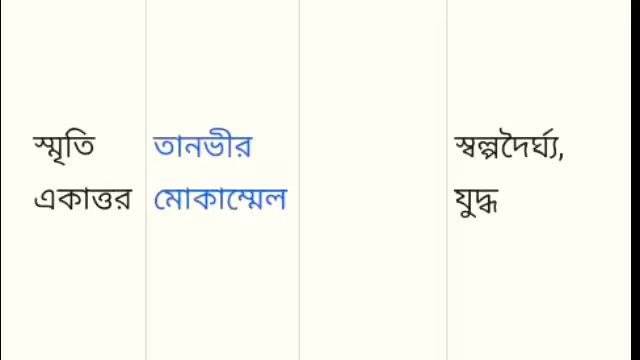 স্মৃতি
একাত্তর
তানভীর
মোকাম্মেল
স্বল্পদৈর্ঘ্য,
যুদ্ধ